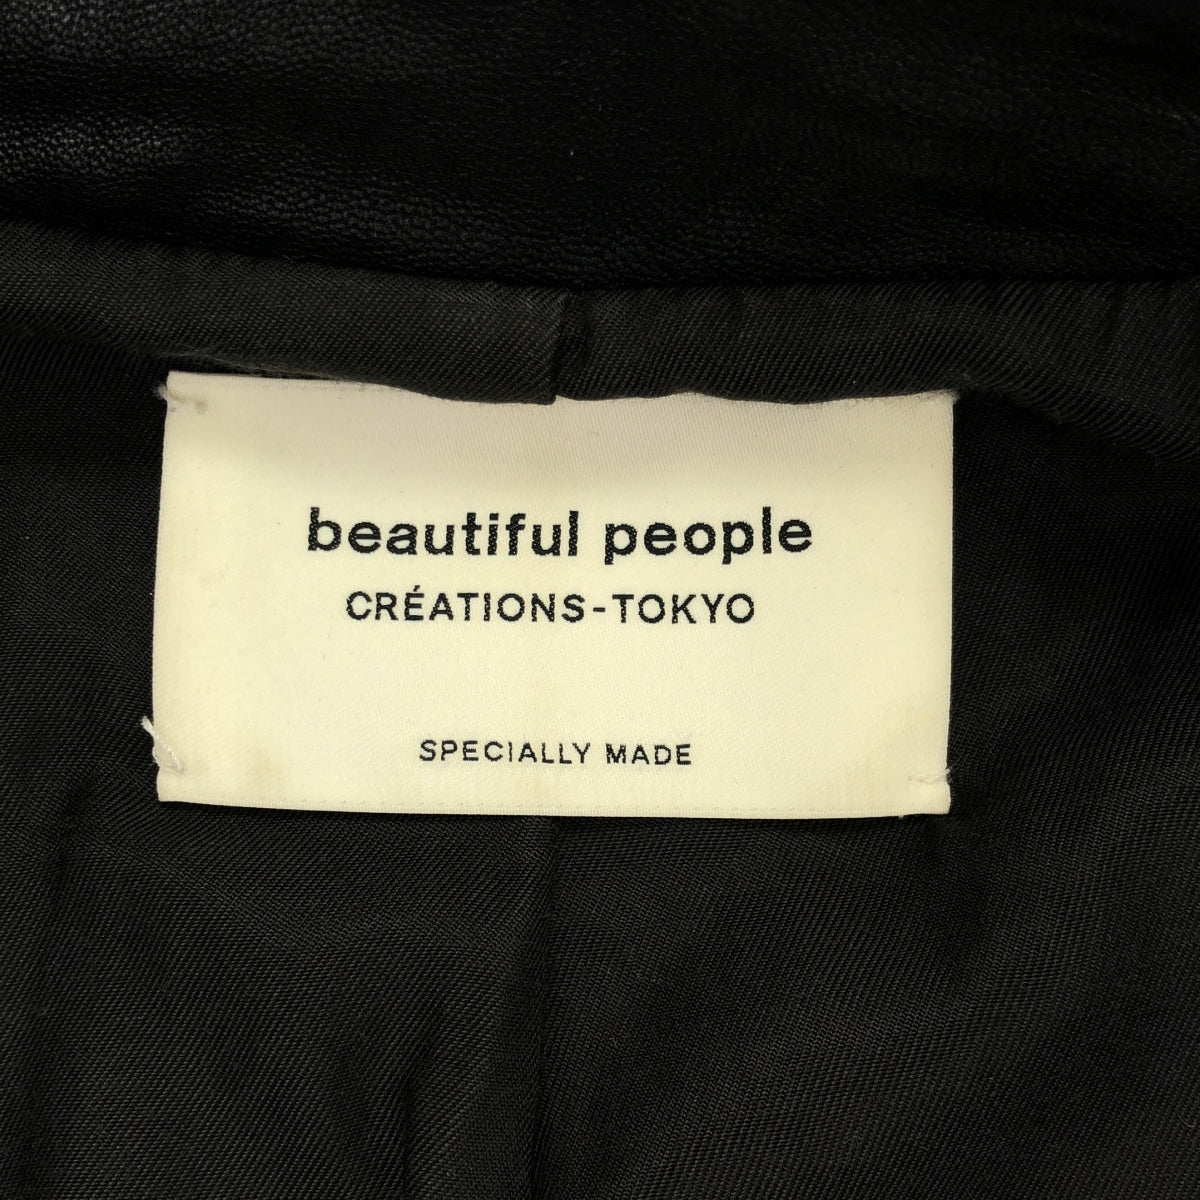 beautiful people
CRÉATIONS-TOKYO
SPECIALLY MADE